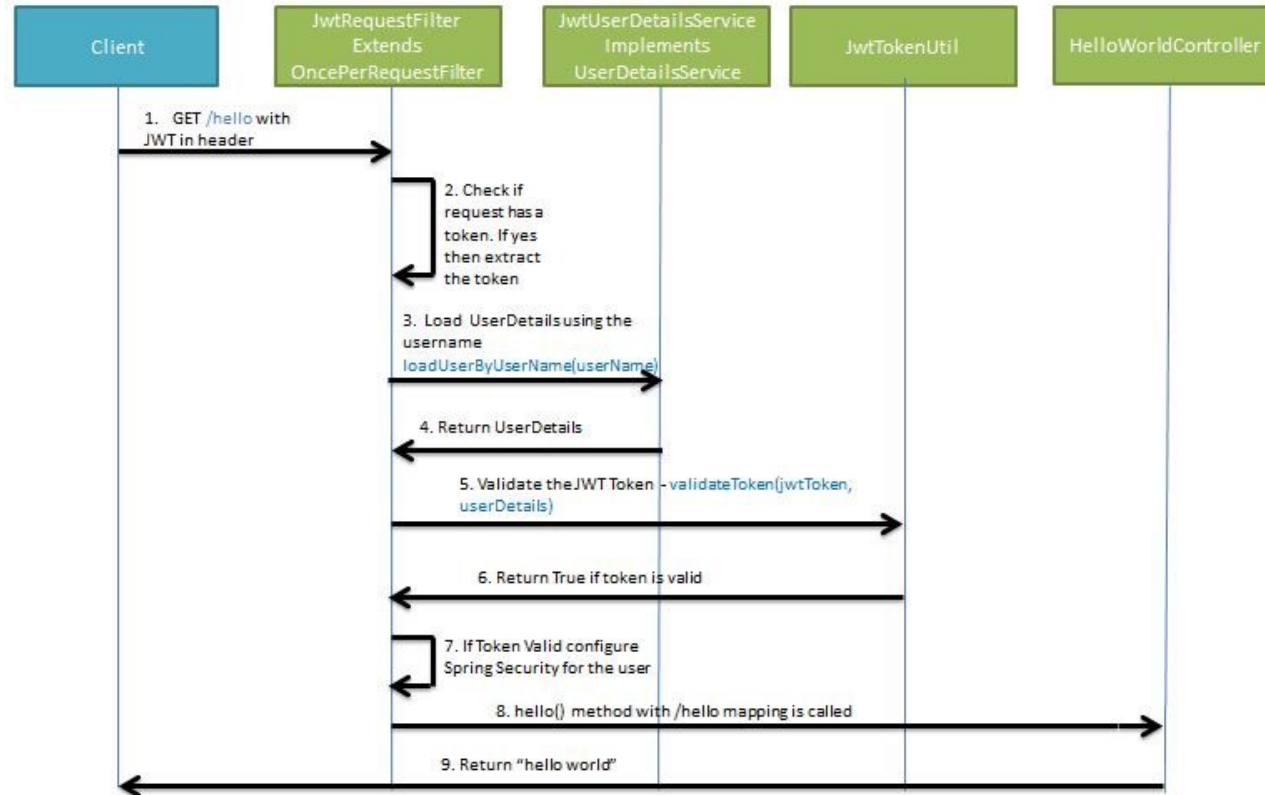 Client
JwtRequestFilter
Extends
OncePerRequestFilter
JwtUserDetailsService
Implements
UserDetailsService
JwtTokenUtil
HelloWorldController
1. GET /hello with
JWT in header
2. Check if
request has a
token. If yes
then extract
the token
3. Load UserDetails using the
username
loadUserByUserName(userName)
4. Return UserDetails
5. Validate the JWT Token - validateToken(jwtToken,
userDetails)
6. Return True if token is valid
7. If Token Valid configure
Spring Security for the user
8. hello() method with /hello mapping is called
9. Return “hello world”